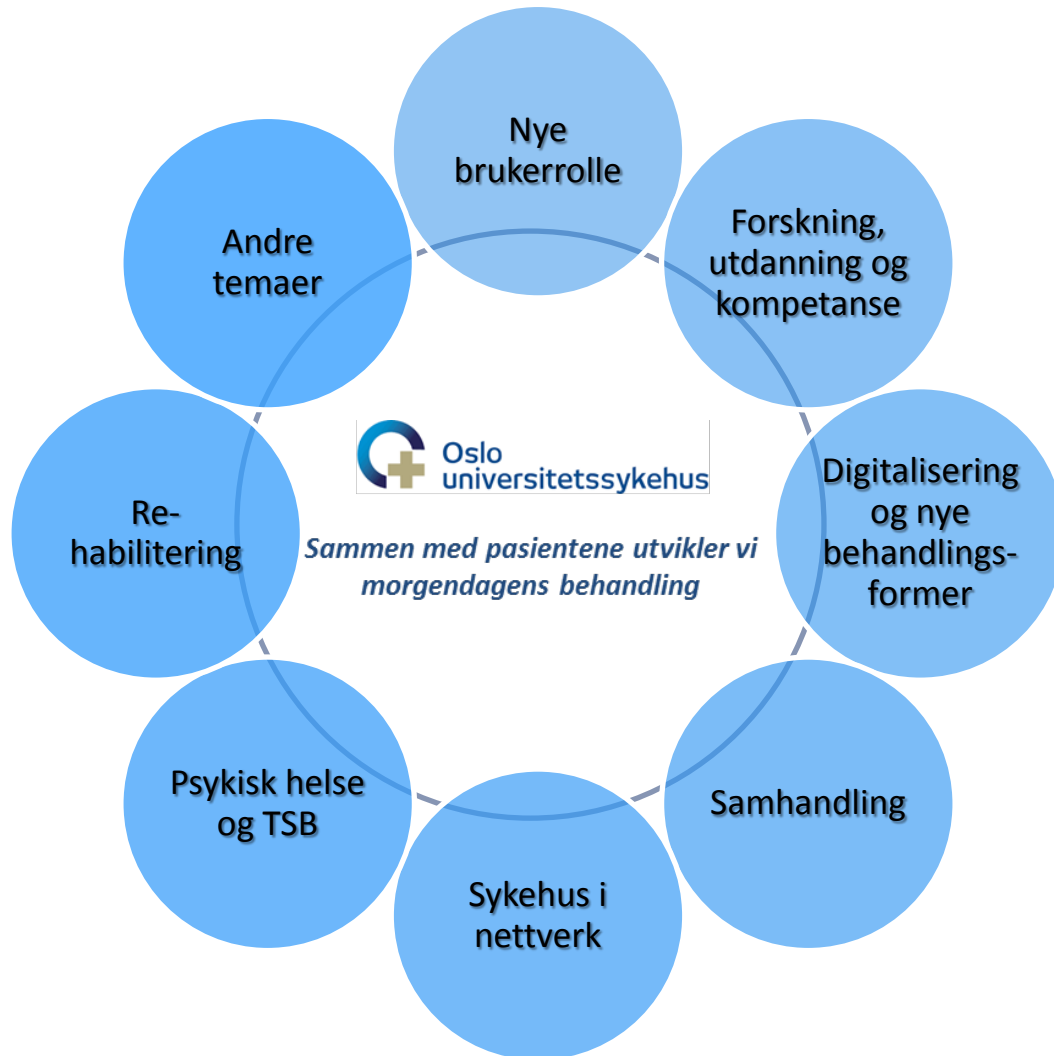 Nye
brukerrolle
Forskning,
utdanning og
kompetanse
Digitalisering
og nye
behandlings-
former
Samhandling
Sykehus i
nettverk
Psykisk helse
og TSB
Re-
habilitering
Andre
temaer
Oslo
universitetssykehus
Sammen med pasientene utvikler vi
morgendagens behandling